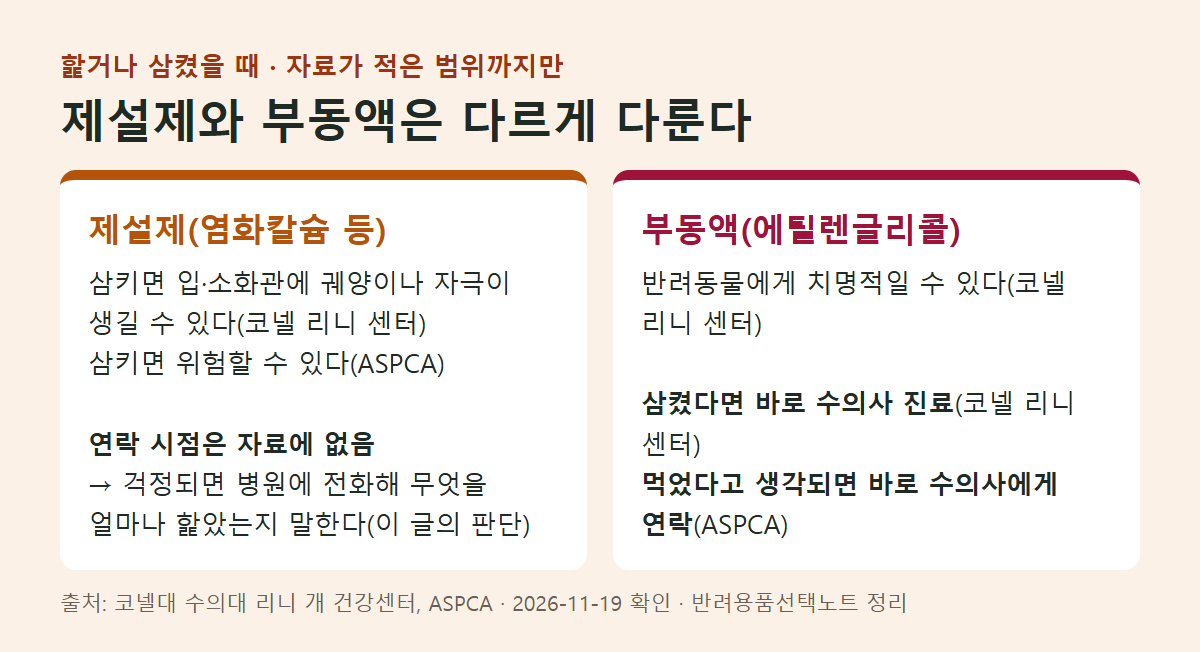 핥거나 삼켰을 때 · 자료가 적은 범위까지만
제설제와 부동액은 다르게 다룬다
제설제(염화칼슘 등)
삼키면 입·소화관에 궤양이나 자극이
생길 수 있다(코넬 리니 센터)
삼키면 위험할 수 있다(ASPCA)
연락 시점은 자료에 없음
→ 걱정되면 병원에 전화해 무엇을
얼마나 핥았는지 말한다(이 글의 판단)
부동액(에틸렌글리콜)
반려동물에게 치명적일 수 있다(코넬
리니 센터)
삼켰다면 바로 수의사 진료(코넬 리니
센터)
먹었다고 생각되면 바로 수의사에게
연락(ASPCA)
출처: 코넬대 수의대 리니 개 건강센터, ASPCA · 2026-11-19 확인 · 반려용품선택노트 정리